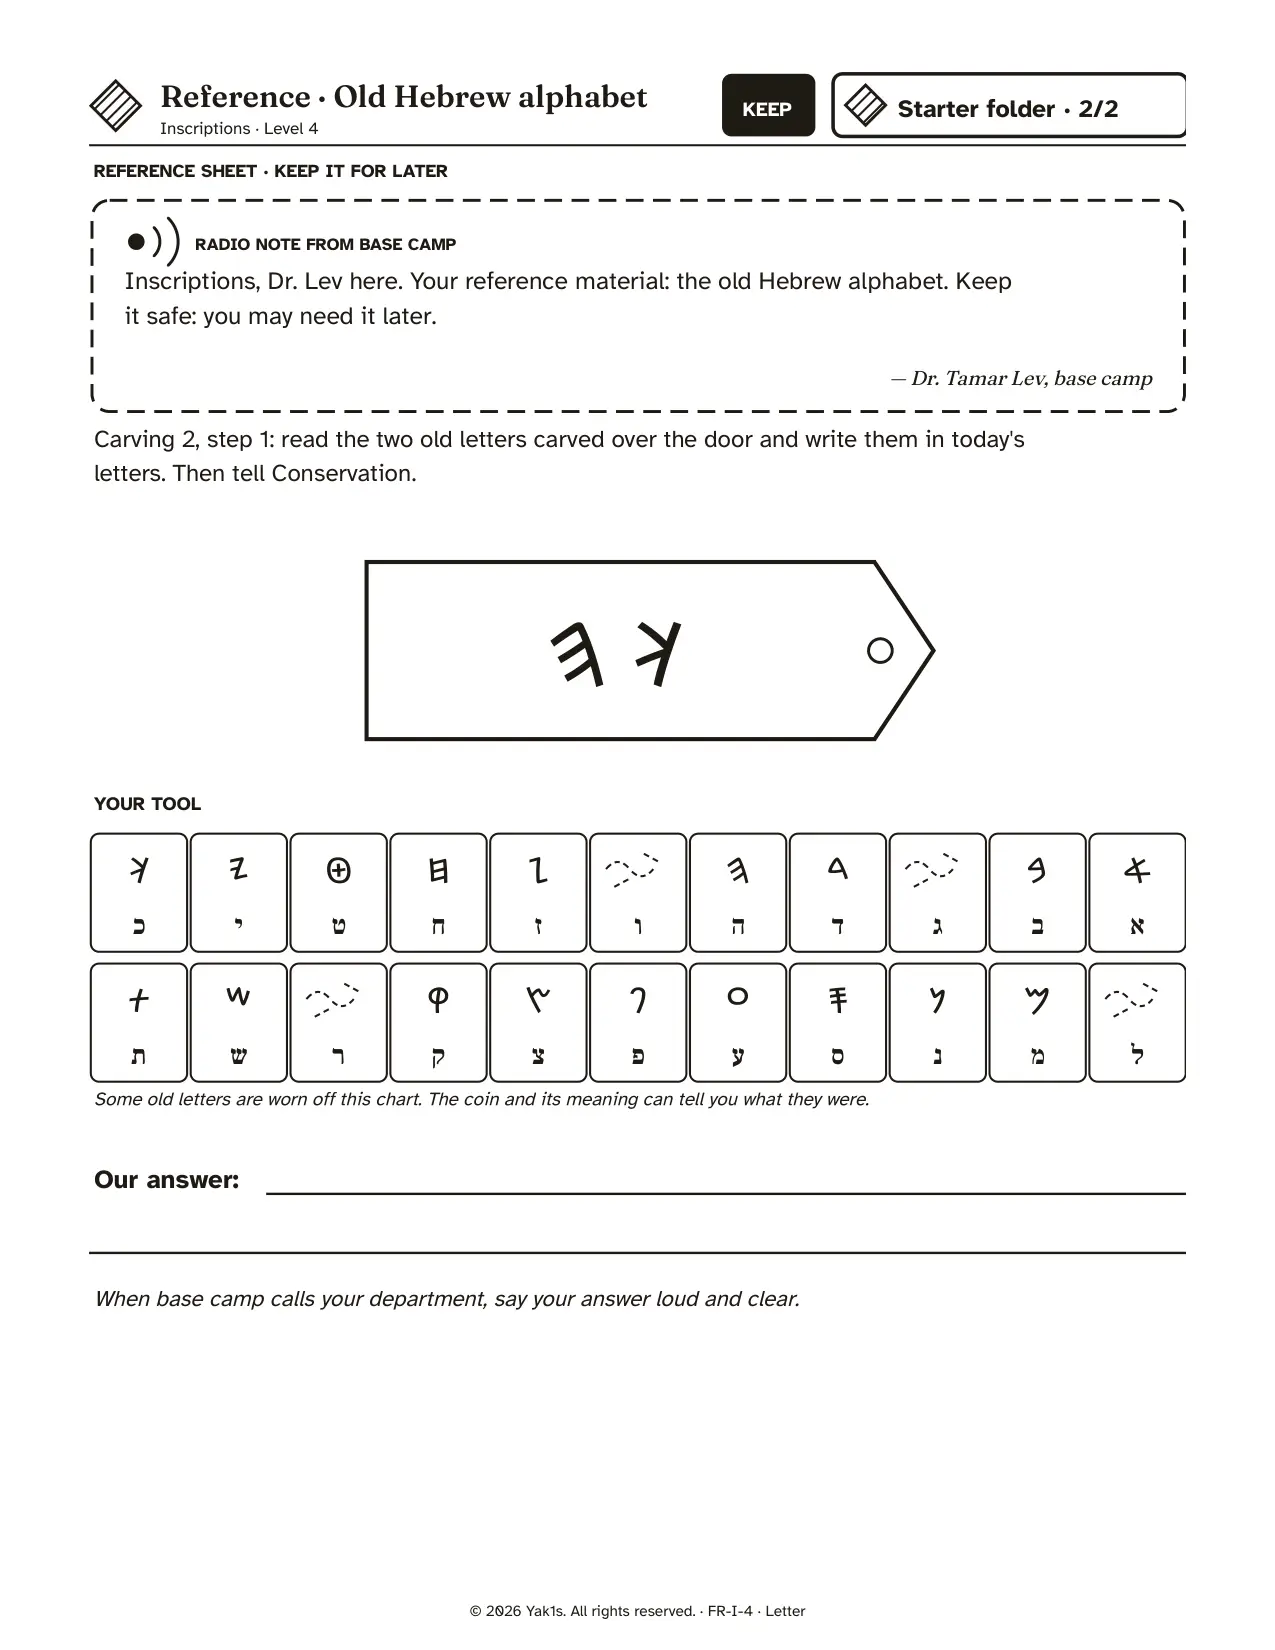 Reference · Old Hebrew alphabet
Inscriptions · Level 4
KEEP
Starter folder · 2/2
REFERENCE SHEET · KEEP IT FOR LATER
RADIO NOTE FROM BASE CAMP
Inscriptions, Dr. Lev here. Your reference material: the old Hebrew alphabet. Keep
it safe: you may need it later.
— Dr. Tamar Lev, base camp
Carving 2, step 1: read the two old letters carved over the door and write them in today's
letters. Then tell Conservation.
𐤊𐤄
YOUR TOOL
𐤀 𐤁 𐤃 𐤄 𐤆 𐤇 𐤈 𐤉 𐤊
א ב ג ד ה ו ז ח ט י כ
𐤌 𐤍 𐤎 𐤏 𐤐 𐤑 𐤒 𐤔 𐤕
ל מ נ ס ע פ צ ק ר ש ת
Some old letters are worn off this chart. The coin and its meaning can tell you what they were.
Our answer:
When base camp calls your department, say your answer loud and clear.
© 2026 Yak1s. All rights reserved. · FR-I-4 · Letter